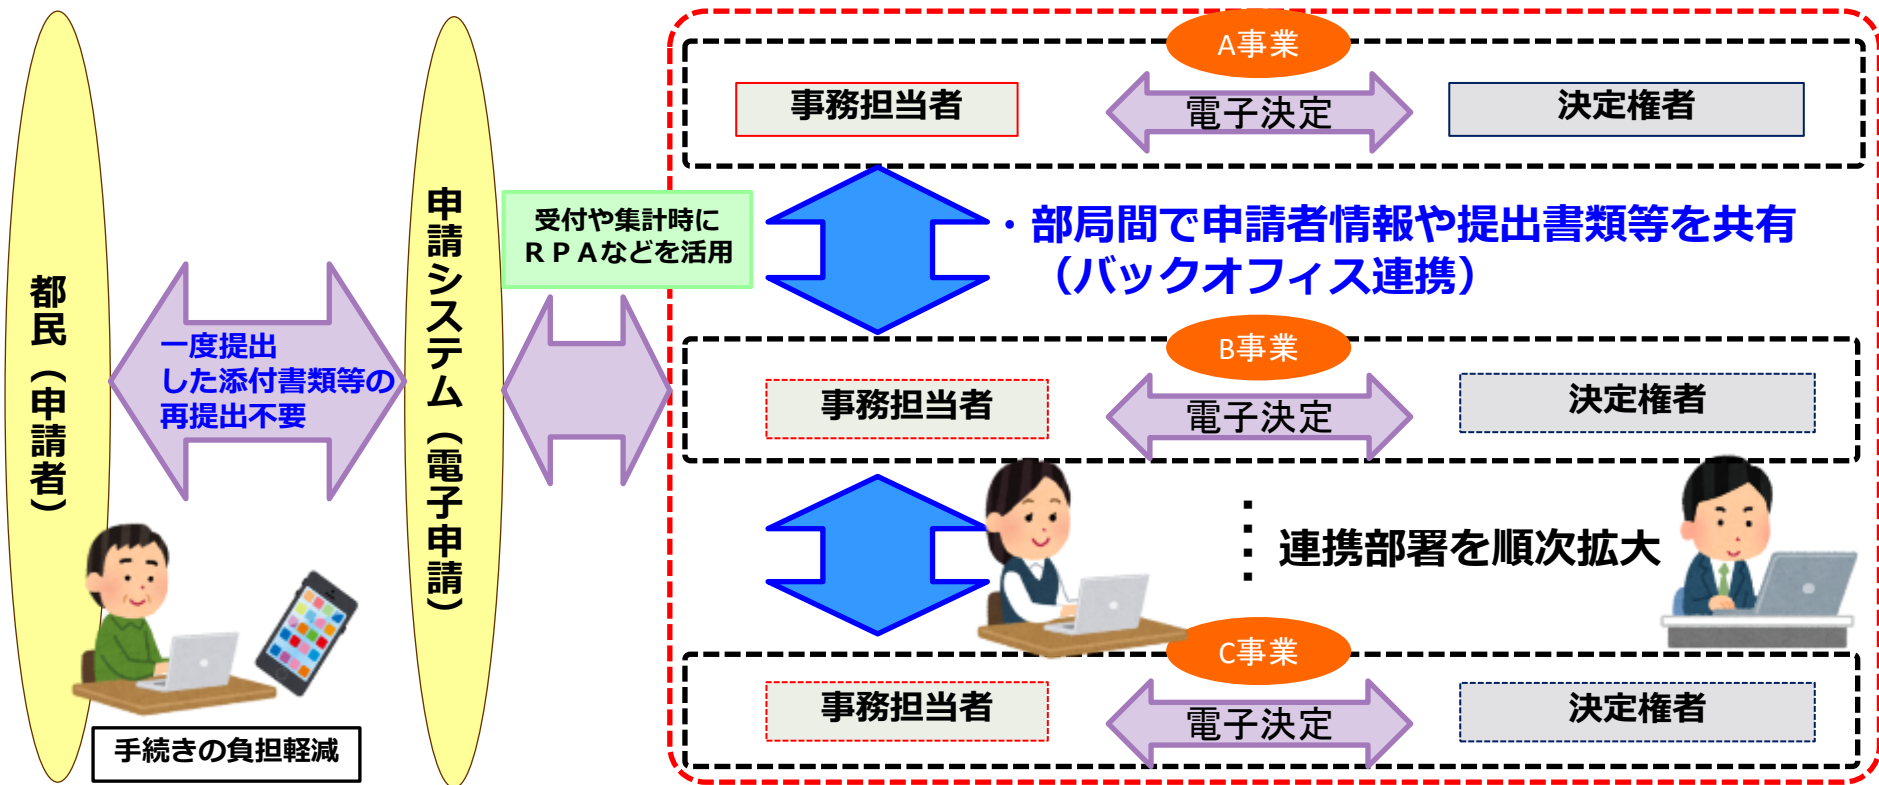 都民（申請者）
一度提出
した添付書類等の
再提出不要
手続きの負担軽減
申請システム（電子申請）
受付や集計時に
ＲＰＡなどを活用
A事業
事務担当者
電子決定
決定権者
・部局間で申請者情報や提出書類等を共有
（バックオフィス連携）
B事業
事務担当者
電子決定
決定権者
連携部署を順次拡大
C事業
事務担当者
電子決定
決定権者